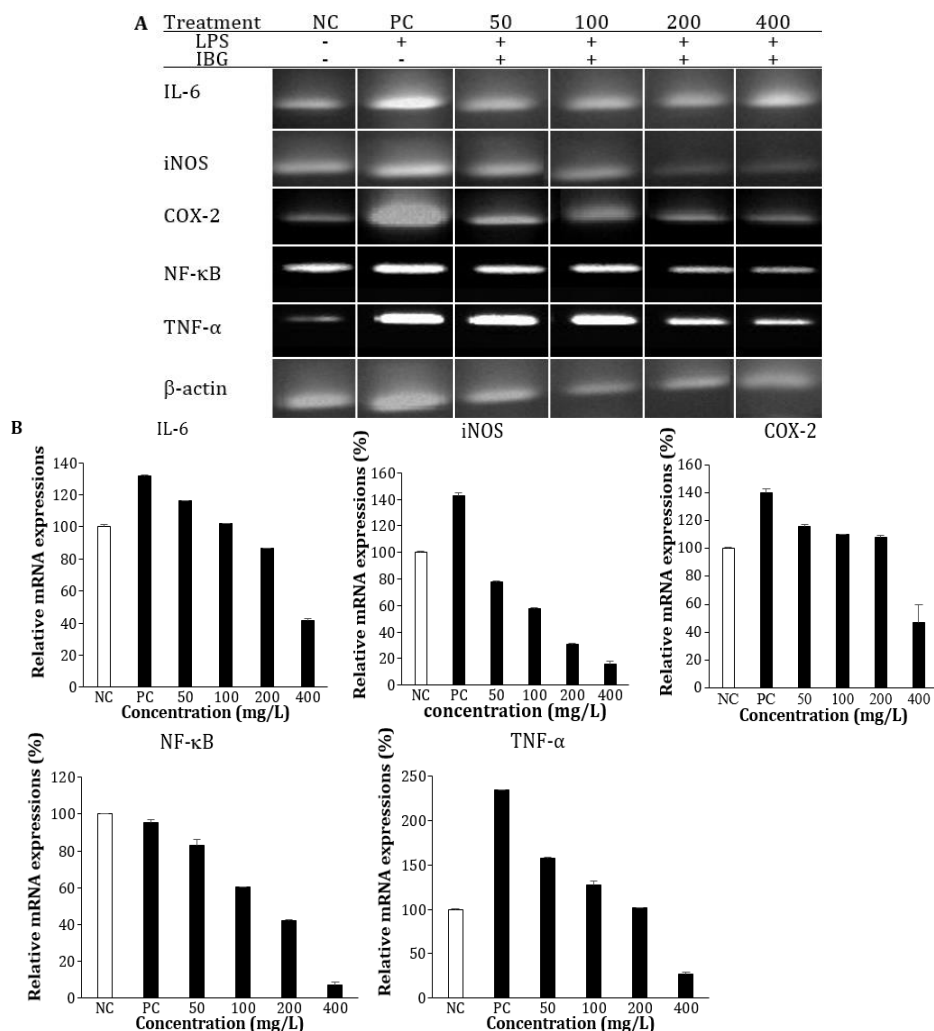 A Treatment NC PC 50 100 200 400
LPS - + + + + +
IBG - - + + + +
IL-6
iNOS
COX-2
NF-κB
TNF-α
β-actin
B
IL-6
Relative mRNA expressions
140
120
100
80
60
40
20
0
NC PC 50 100 200 400
Concentration (mg/L)
iNOS
Relative mRNA expressions (%)
160
140
120
100
80
60
40
20
0
NC PC 50 100 200 400
concentration (mg/L)
COX-2
Relative mRNA expressions (%)
160
140
120
100
80
60
40
20
0
NC PC 50 100 200 400
Concentration (mg/L)
NF-κB
Relative mRNA expressions (%)
120
100
80
60
40
20
0
NC PC 50 100 200 400
Concentration (mg/L)
TNF-α
Relative mRNA expressions (%)
250
200
150
100
50
0
NC PC 50 100 200 400
Concentration (mg/L)